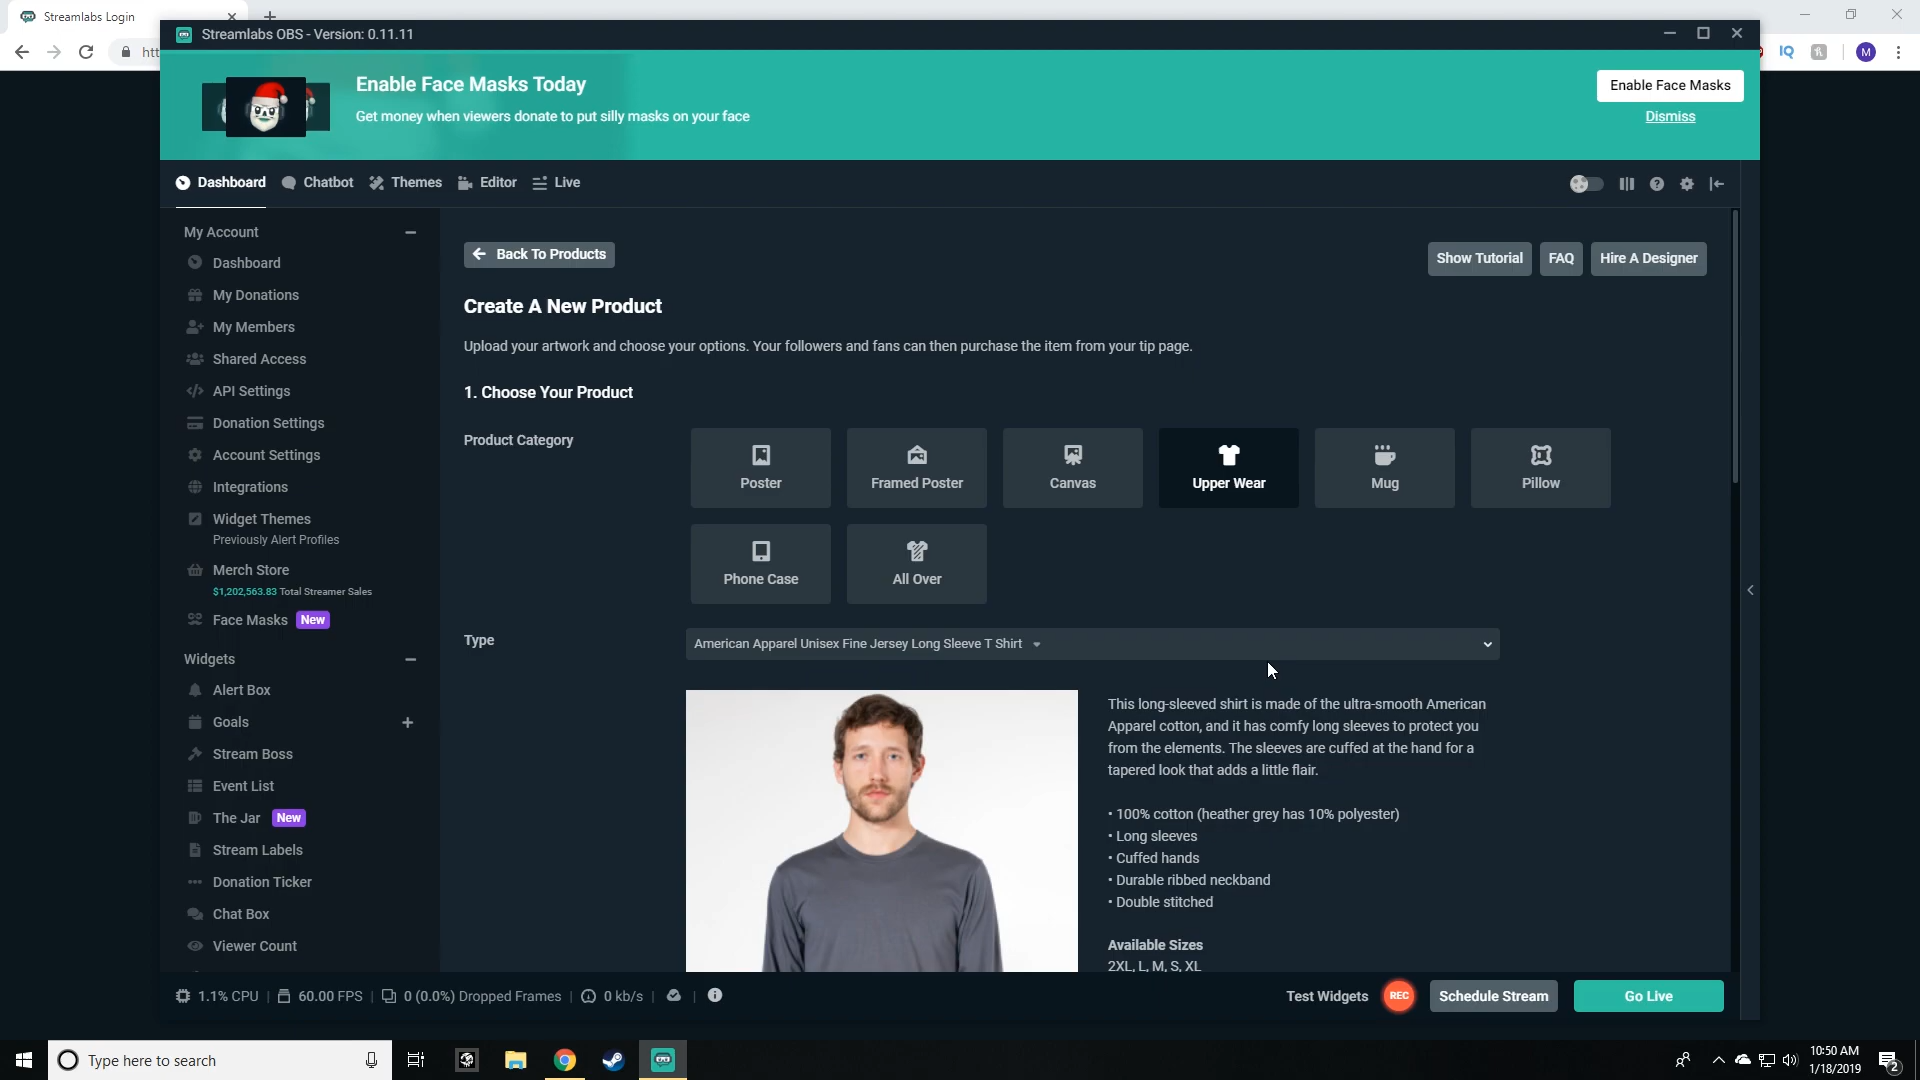 Streamlabs Login
htt
Streamlabs OBS - Version: 0.11.11
IQ
M
Enable Face Masks Today
Get money when viewers donate to put silly masks on your face
Enable Face Masks
Dismiss
Dashboard
Chatbot
Themes
Editor
Live
My Account
Dashboard
My Donations
My Members
Shared Access
API Settings
Donation Settings
Account Settings
Integrations
Widget Themes
Previously Alert Profiles
Merch Store
$1,202,563.83 Total Streamer Sales
Face Masks New
Widgets
Alert Box
Goals
Stream Boss
Event List
The Jar New
Stream Labels
Donation Ticker
Chat Box
Viewer Count
Back To Products
Show Tutorial
FAQ
Hire A Designer
Create A New Product
Upload your artwork and choose your options. Your followers and fans can then purchase the item from your tip page.
1. Choose Your Product
Product Category
Poster
Framed Poster
Canvas
Upper Wear
Mug
Pillow
Phone Case
All Over
Type
American Apparel Unisex Fine Jersey Long Sleeve T Shirt
This long-sleeved shirt is made of the ultra-smooth American
Apparel cotton, and it has comfy long sleeves to protect you
from the elements. The sleeves are cuffed at the hand for a
tapered look that adds a little flair.
• 100% cotton (heather grey has 10% polyester)
• Long sleeves
• Cuffed hands
• Durable ribbed neckband
• Double stitched
Available Sizes
2XL, L, M, S, XL
1.1% CPU
60.00 FPS
0 (0.0%) Dropped Frames
0 kb/s
Test Widgets
REC
Schedule Stream
Go Live
Type here to search
10:50 AM
1/18/2019
2